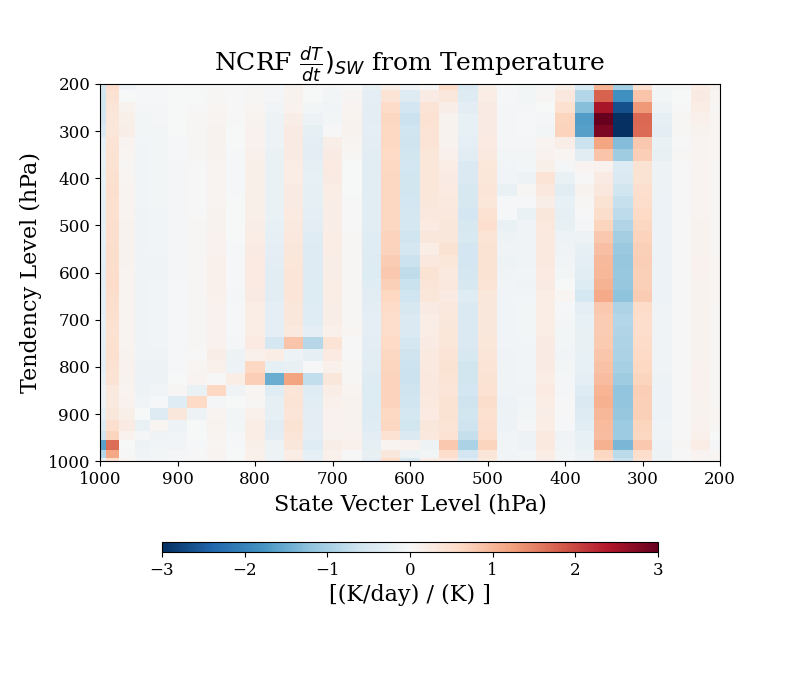 NCRF \frac{dT}{dt})_{SW} from Temperature
200
300
400
500
600
700
800
900
1000
Tendency Level (hPa)
1000 900 800 700 600 500 400 300 200
State Vecter Level (hPa)
−3 −2 −1 0 1 2 3
[(K/day) / (K) ]